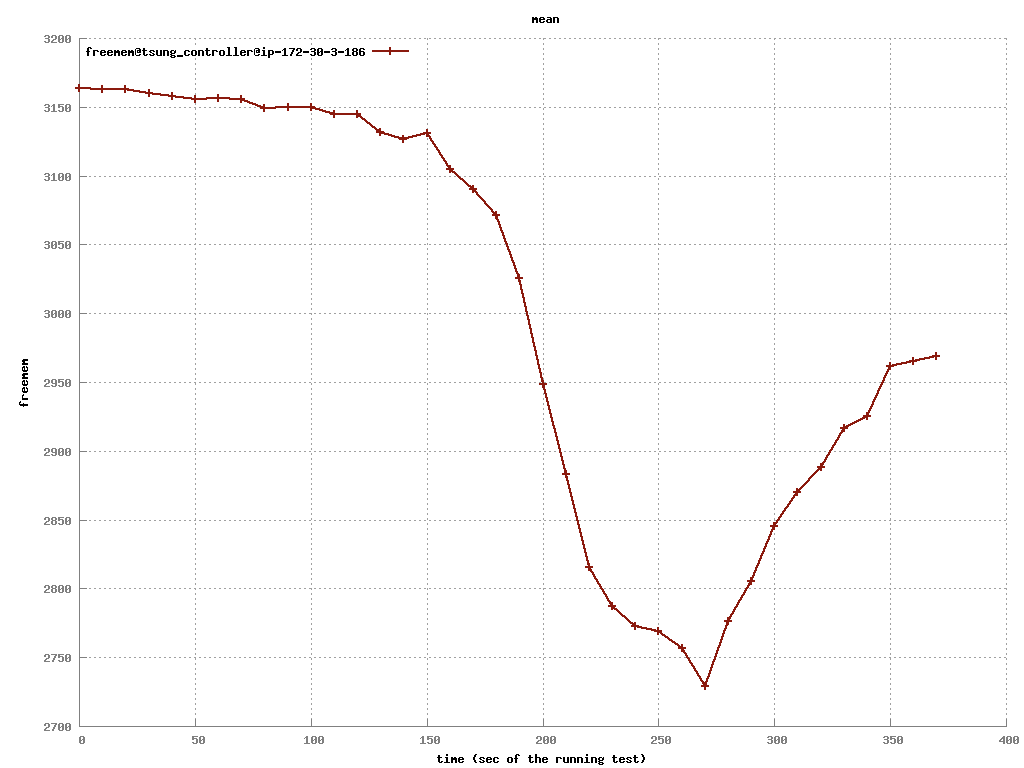 mean
3200
freemem@tsung_controller@ip-172-30-3-186
3150
3100
3050
3000
2950
2900
2850
2800
2750
2700
freemem
0 50 100 150 200 250 300 350 400
time (sec of the running test)